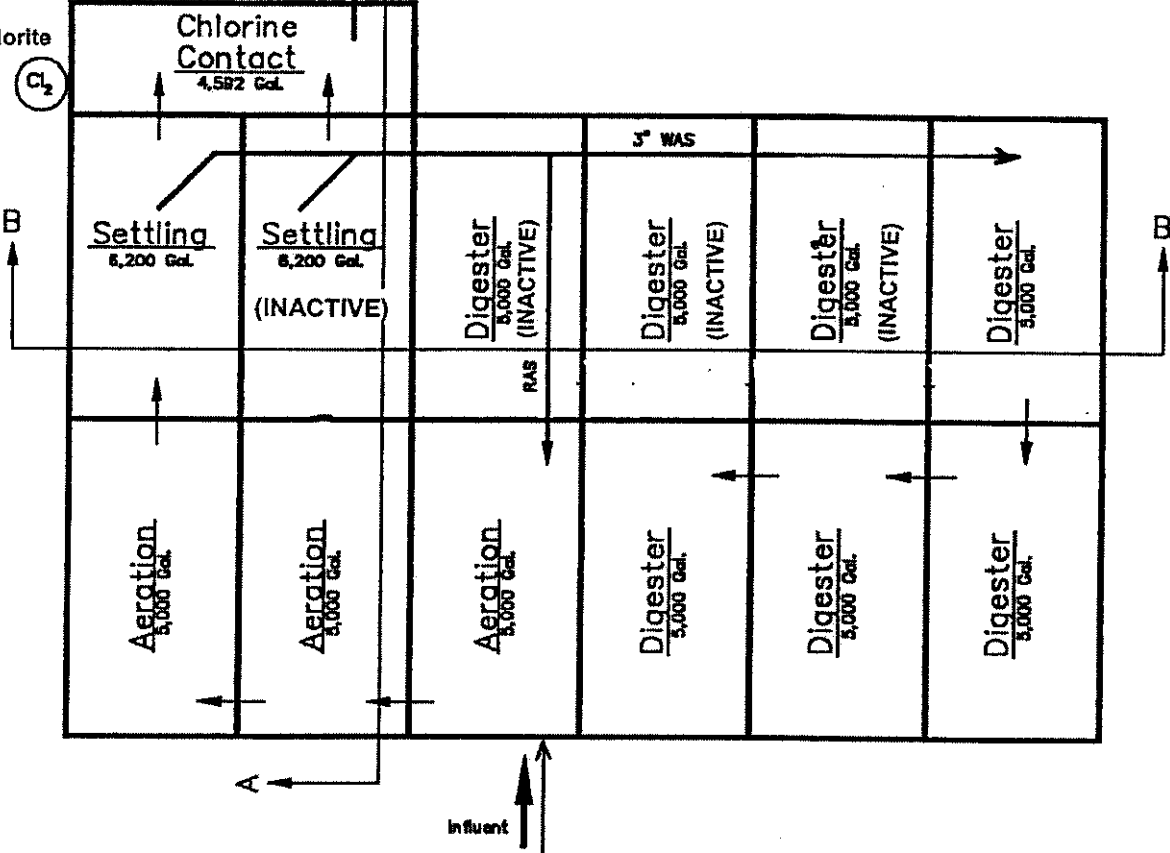 lorite
Cl2
Chlorine
Contact
4,592 Gal.
3" WAS
B
Settling
6,200 Gal.
Settling
6,200 Gal.
(INACTIVE)
Digester
5,000 Gal.
(INACTIVE)
Digester
5,000 Gal.
(INACTIVE)
Digester
5,000 Gal.
(INACTIVE)
Digester
5,000 Gal.
B
RAS
Aeration
5,000 Gal.
Aeration
5,000 Gal.
Aeration
5,000 Gal.
Digester
5,000 Gal.
Digester
5,000 Gal.
Digester
5,000 Gal.
A
Influent